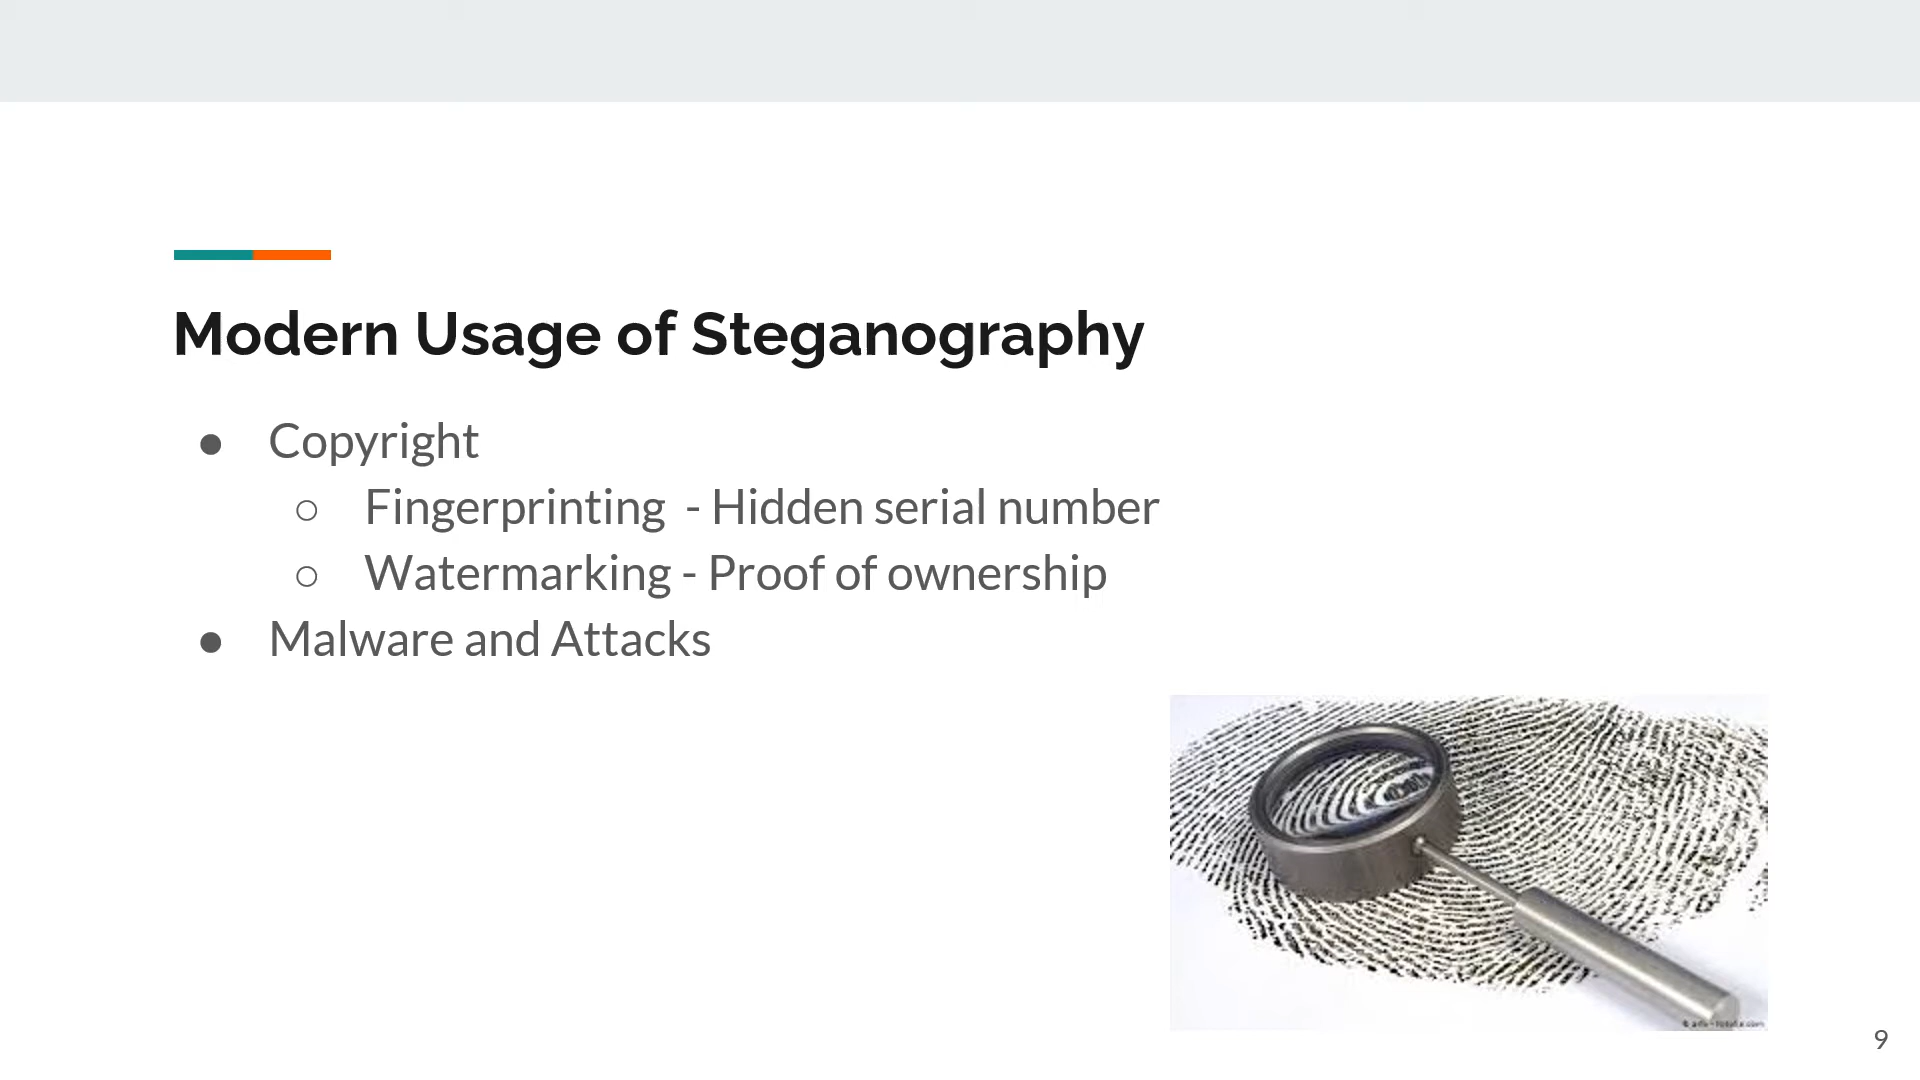 Modern Usage of Steganography
● Copyright
○ Fingerprinting  - Hidden serial number
○ Watermarking - Proof of ownership
● Malware and Attacks
9